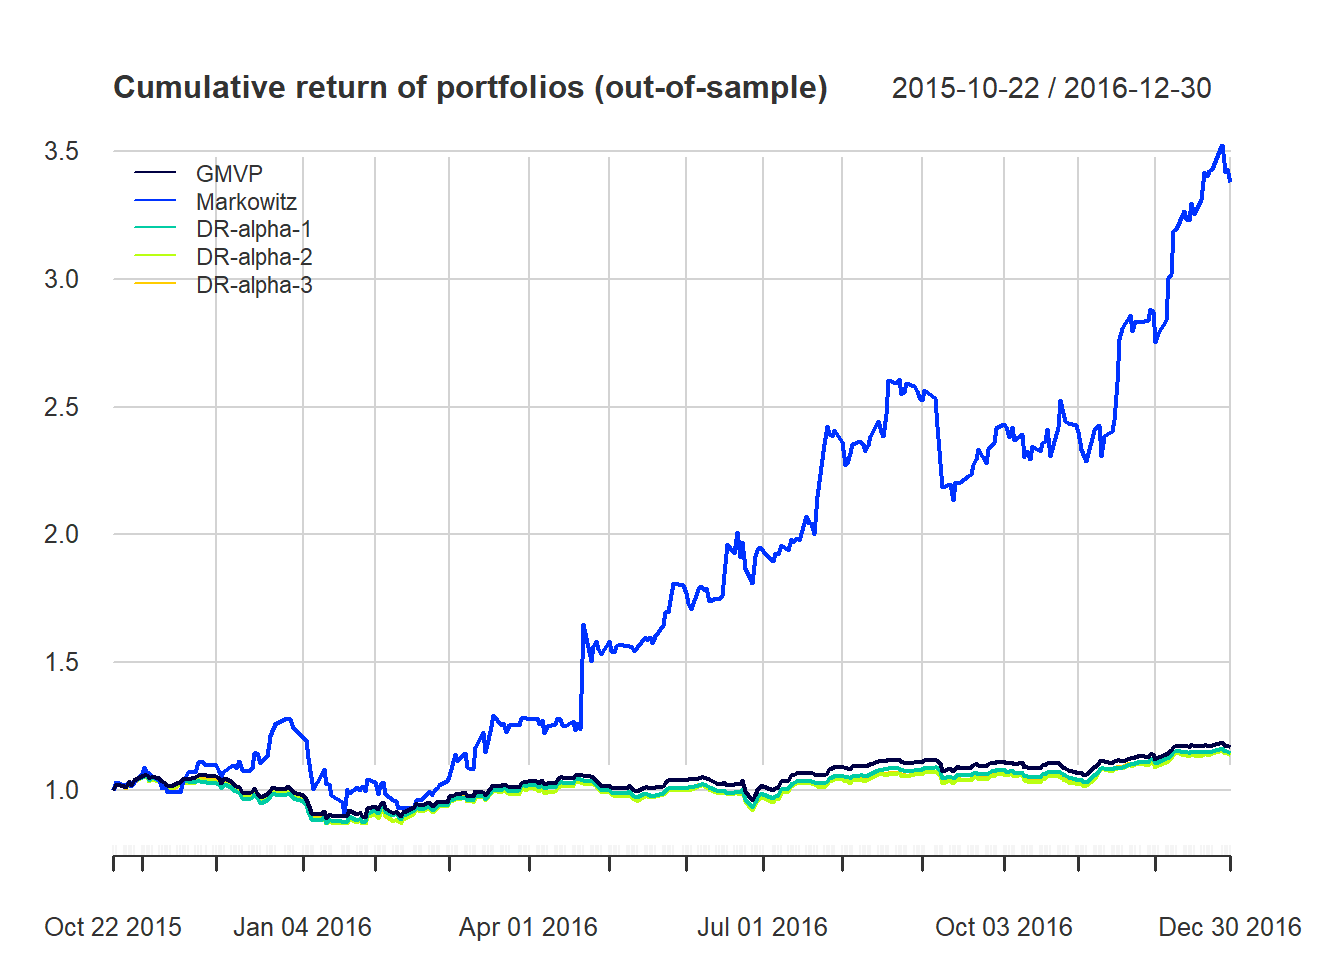 Cumulative return of portfolios (out-of-sample) 2015-10-22 / 2016-12-30
3.5
3.0
2.5
2.0
1.5
1.0
GMVP
Markowitz
DR-alpha-1
DR-alpha-2
DR-alpha-3
Oct 22 2015 Jan 04 2016 Apr 01 2016 Jul 01 2016 Oct 03 2016 Dec 30 2016